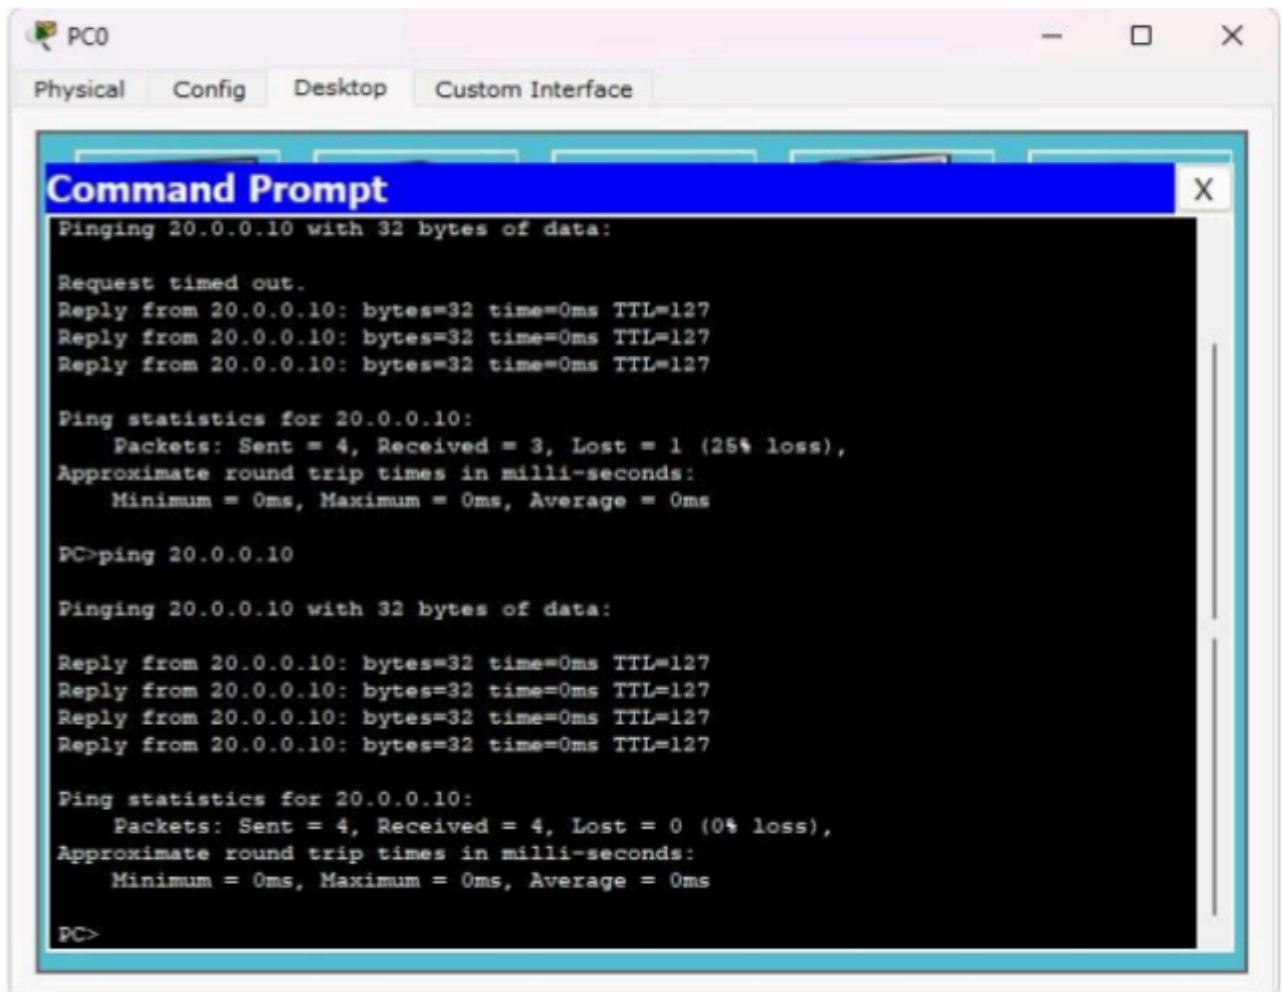 PC0
Physical Config Desktop Custom Interface
Command Prompt X
Pinging 20.0.0.10 with 32 bytes of data:
Request timed out.
Reply from 20.0.0.10: bytes=32 time=0ms TTL=127
Reply from 20.0.0.10: bytes=32 time=0ms TTL=127
Reply from 20.0.0.10: bytes=32 time=0ms TTL=127
Ping statistics for 20.0.0.10:
Packets: Sent = 4, Received = 3, Lost = 1 (25% loss),
Approximate round trip times in milli-seconds:
Minimum = 0ms, Maximum = 0ms, Average = 0ms
PC>ping 20.0.0.10
Pinging 20.0.0.10 with 32 bytes of data:
Reply from 20.0.0.10: bytes=32 time=0ms TTL=127
Reply from 20.0.0.10: bytes=32 time=0ms TTL=127
Reply from 20.0.0.10: bytes=32 time=0ms TTL=127
Reply from 20.0.0.10: bytes=32 time=0ms TTL=127
Ping statistics for 20.0.0.10:
Packets: Sent = 4, Received = 4, Lost = 0 (0% loss),
Approximate round trip times in milli-seconds:
Minimum = 0ms, Maximum = 0ms, Average = 0ms
PC>